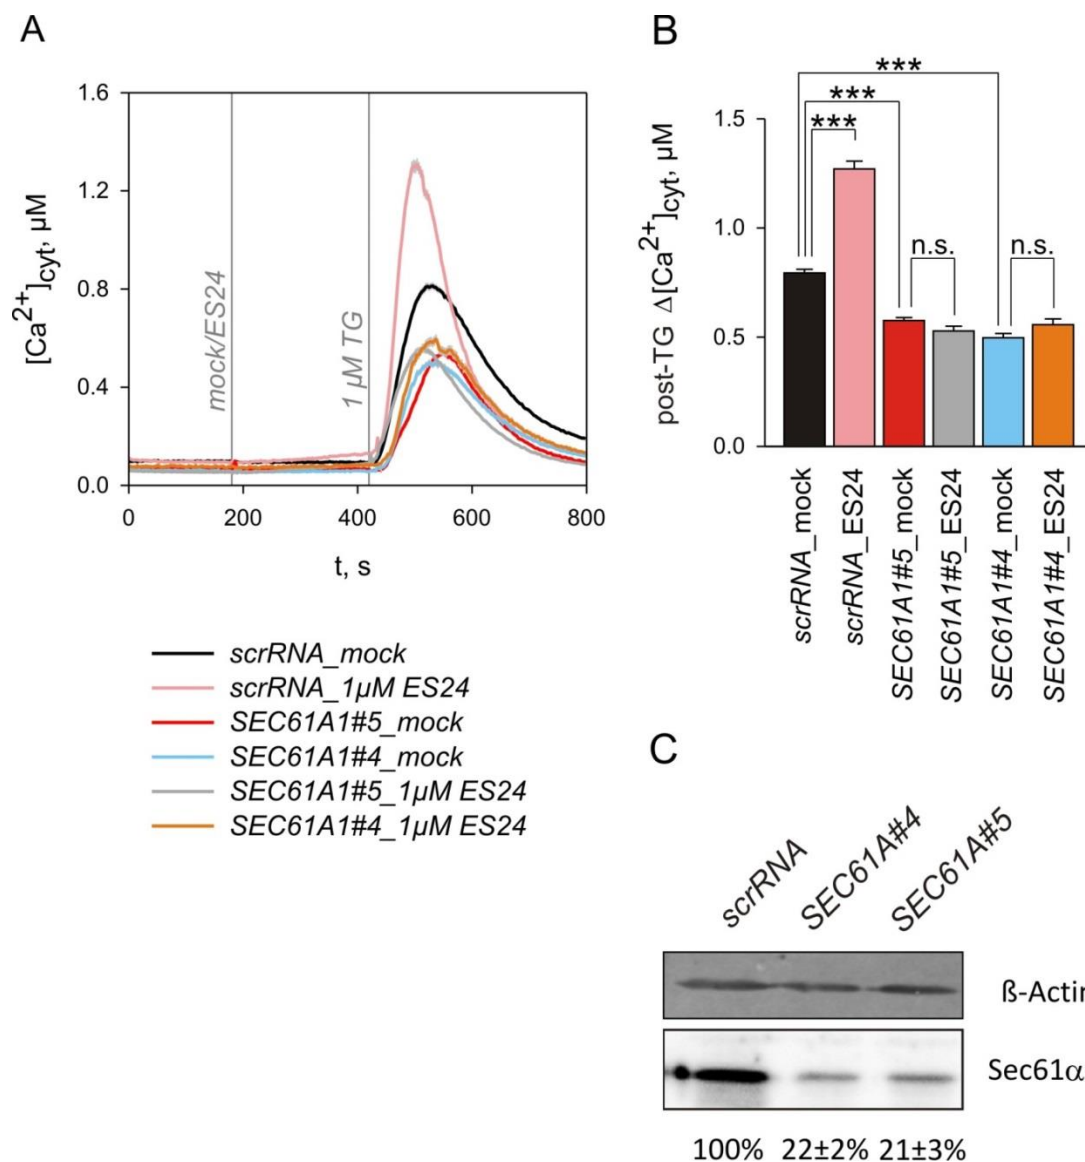 A
1.6
1.2
0.8
0.4
0.0
[Ca2+]cyt, µM
mock/ES24
1 µM TG
0
200
400
600
800
t, s
scrRNA_mock
scrRNA_1µM ES24
SEC61A1#5_mock
SEC61A1#4_mock
SEC61A1#5_1µM ES24
SEC61A1#4_1µM ES24
B
***
***
***
n.s.
n.s.
1.5
1.0
0.5
0.0
post-TG Δ[Ca2+]cyt, µM
scrRNA_mock
scrRNA_ES24
SEC61A1#5_mock
SEC61A1#5_ES24
SEC61A1#4_mock
SEC61A1#4_ES24
C
scrRNA
SEC61A#4
SEC61A#5
ß-Actin
Sec61α
100% 22±2% 21±3%